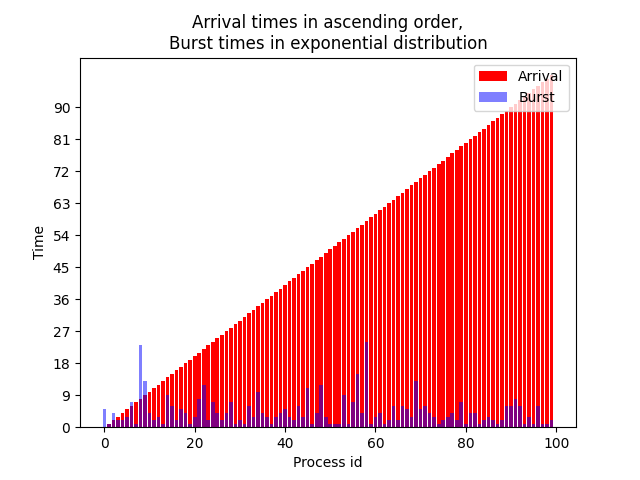 Arrival times in ascending order,
Burst times in exponential distribution
Arrival
Burst
90
81
72
63
54
45
36
27
18
9
0
Time
0 20 40 60 80 100
Process id